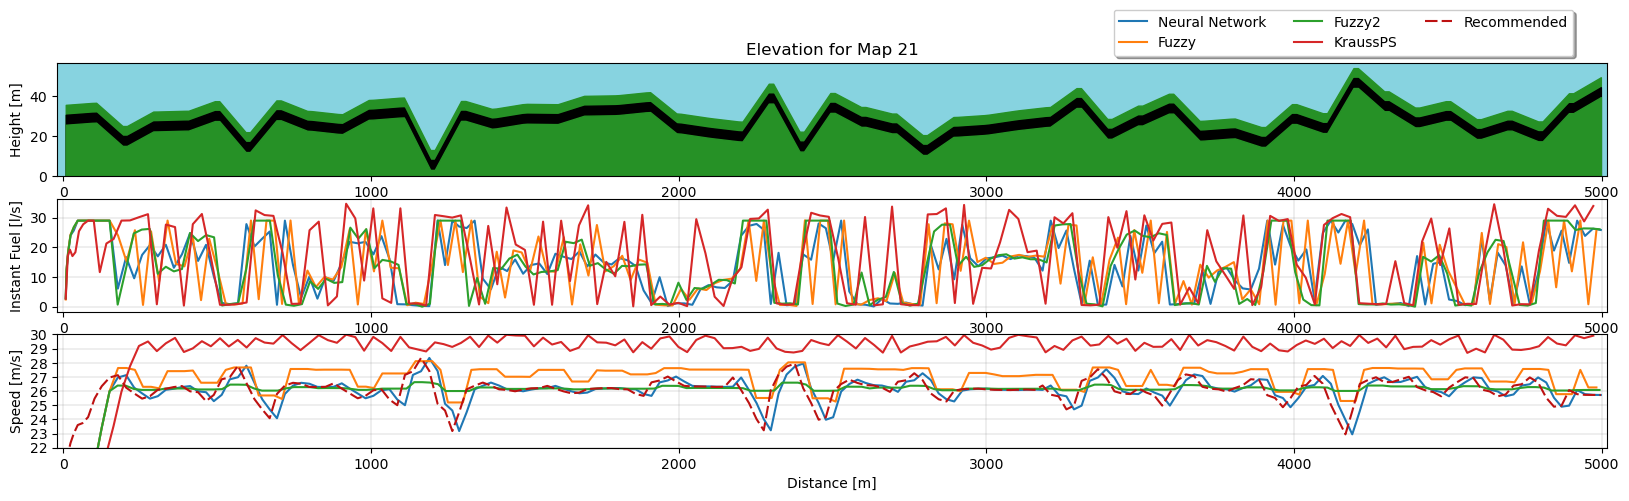 Neural Network
Fuzzy
Fuzzy2
KraussPS
Recommended
Elevation for Map 21
Height [m]
40
20
0
0 1000 2000 3000 4000 5000
Instant Fuel [l/s]
30
20
10
0
0 1000 2000 3000 4000 5000
Speed [m/s]
30
29
28
27
26
25
24
23
22
0 1000 2000 3000 4000 5000
Distance [m]